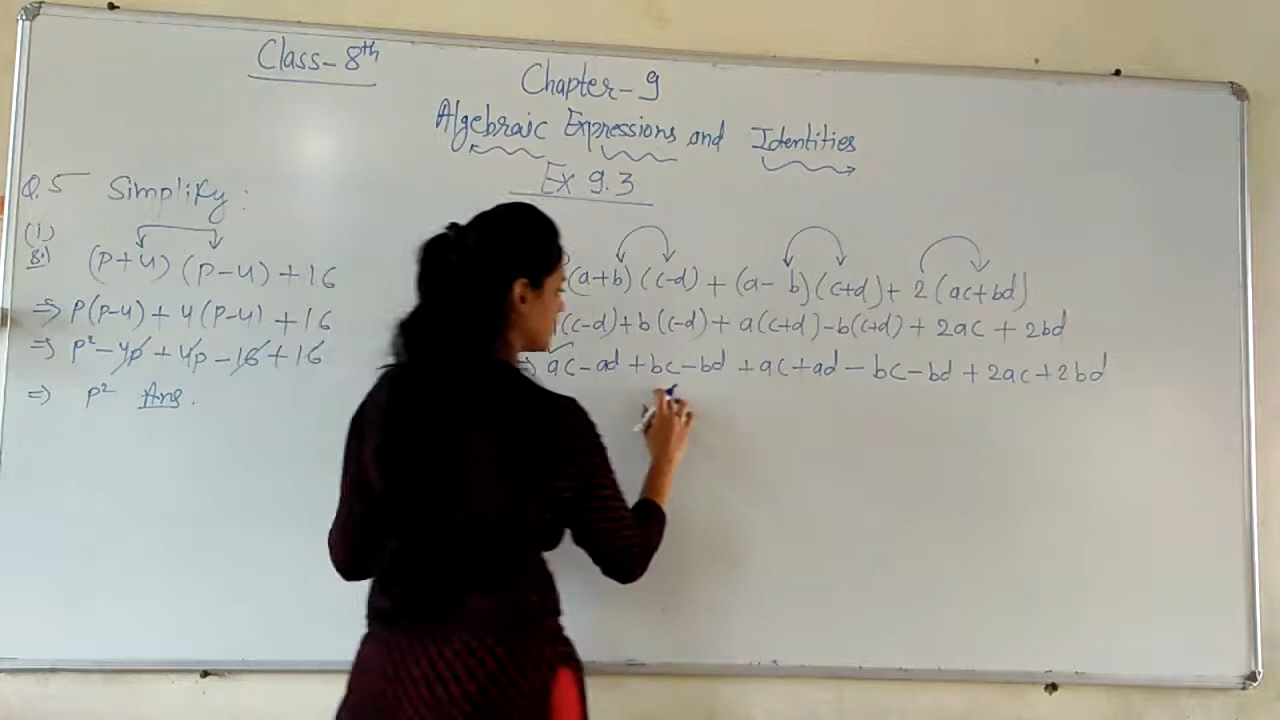 Class-8th
Chapter-9
Algebraic Expressions and Identities
Ex 9.3
Q.5 Simplify:
(1)
(p+4)(p-4)+16
⇒ p(p-4)+4(p-4)+16
⇒ p²-4p+4p-16+16
⇒ p² Ans.
(a+b)(c-d)+(a-b)(c+d)+2(ac+bd)
(c-d)+b(c-d)+a(c+d)-b(c+d)+2ac+2bd
⇒ ac-ad+bc-bd+ac+ad-bc-bd+2ac+2bd